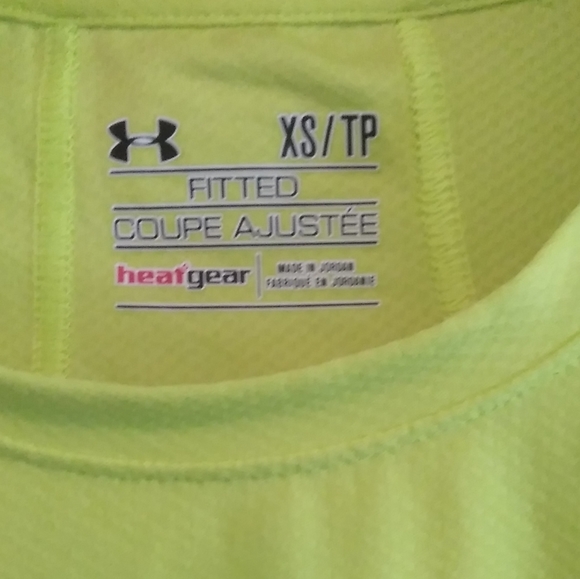 XS/TP
FITTED
COUPE AJUSTÉE
heatgear
MADE IN JORDAN
FABRIQUÉ EN JORDANIE